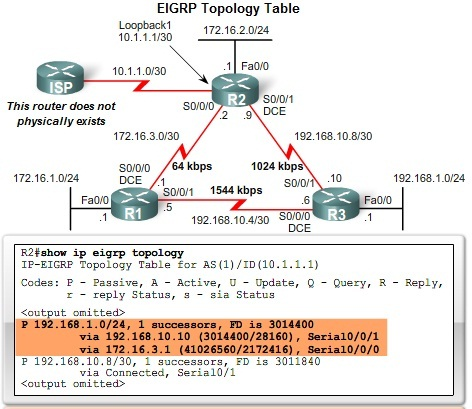 EIGRP Topology Table
Loopback1
10.1.1.1/30
172.16.2.0/24
10.1.1.0/30
.1
Fa0/0
ISP
R2
This router does not
physically exists
S0/0/0
S0/0/1
DCE
.2
.9
172.16.3.0/30
192.168.10.8/30
64 kbps
1024 kbps
172.16.1.0/24
S0/0/0
DCE
.1
.10
192.168.1.0/24
S0/0/1
1544 kbps
Fa0/0
.1
R1
.5
192.168.10.4/30
.6
S0/0/0
DCE
R3
Fa0/0
.1
R2#show ip eigrp topology
IP-EIGRP Topology Table for AS(1)/ID(10.1.1.1)
Codes: P - Passive, A - Active, U - Update, Q - Query, R - Reply,
r - reply Status, s - sia Status
<output omitted>
P 192.168.1.0/24, 1 successors, FD is 3014400
via 192.168.10.10 (3014400/28160), Serial0/0/1
via 172.16.3.1 (41026560/2172416), Serial0/0/0
P 192.168.10.8/30, 1 successors, FD is 3011840
via Connected, Serial0/1
<output omitted>